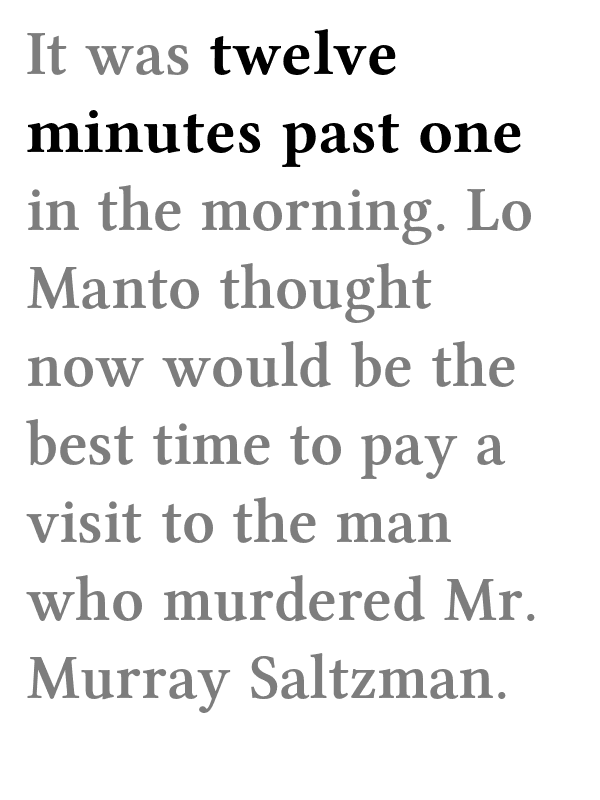 It was twelve
minutes past one
in the morning. Lo
Manto thought
now would be the
best time to pay a
visit to the man
who murdered Mr.
Murray Saltzman.